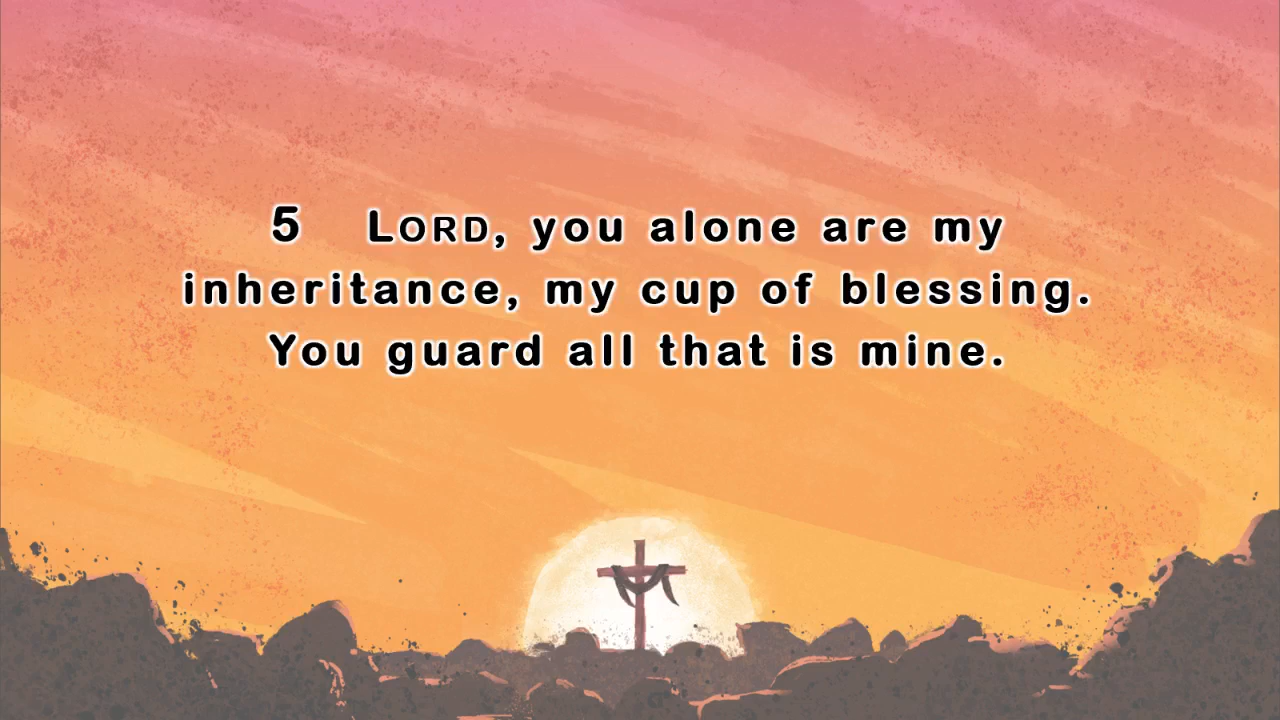 5 LORD, you alone are my
inheritance, my cup of blessing.
You guard all that is mine.